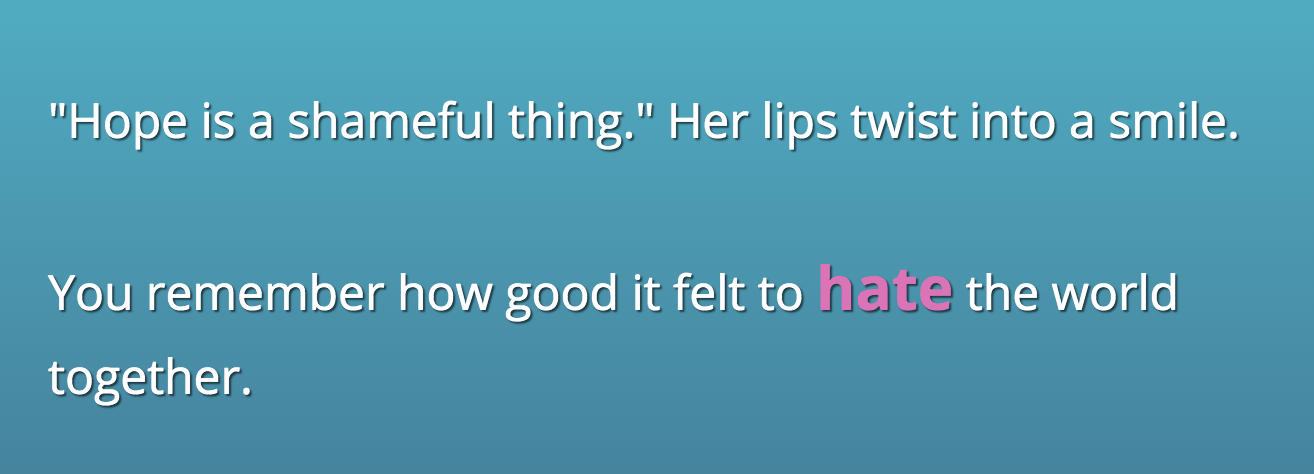 "Hope is a shameful thing." Her lips twist into a smile.
You remember how good it felt to hate the world
together.